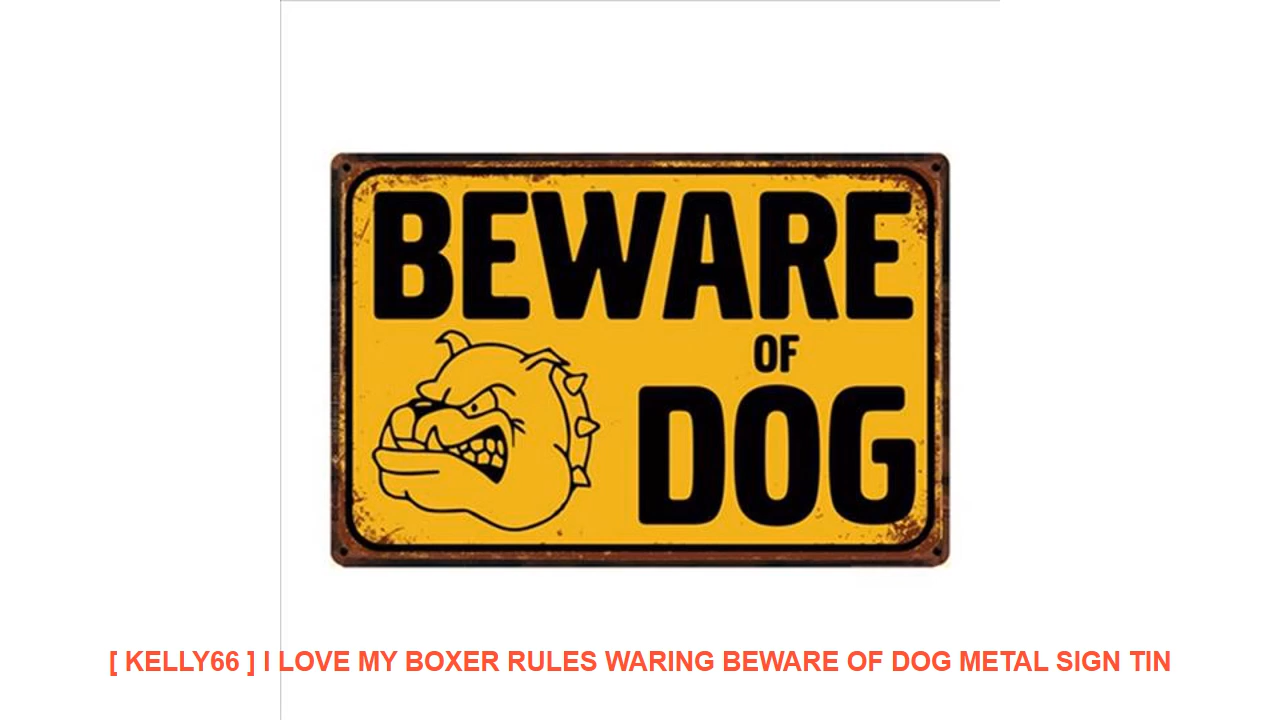 BEWARE
OF
DOG
[ KELLY66 ] I LOVE MY BOXER RULES WARING BEWARE OF DOG METAL SIGN TIN